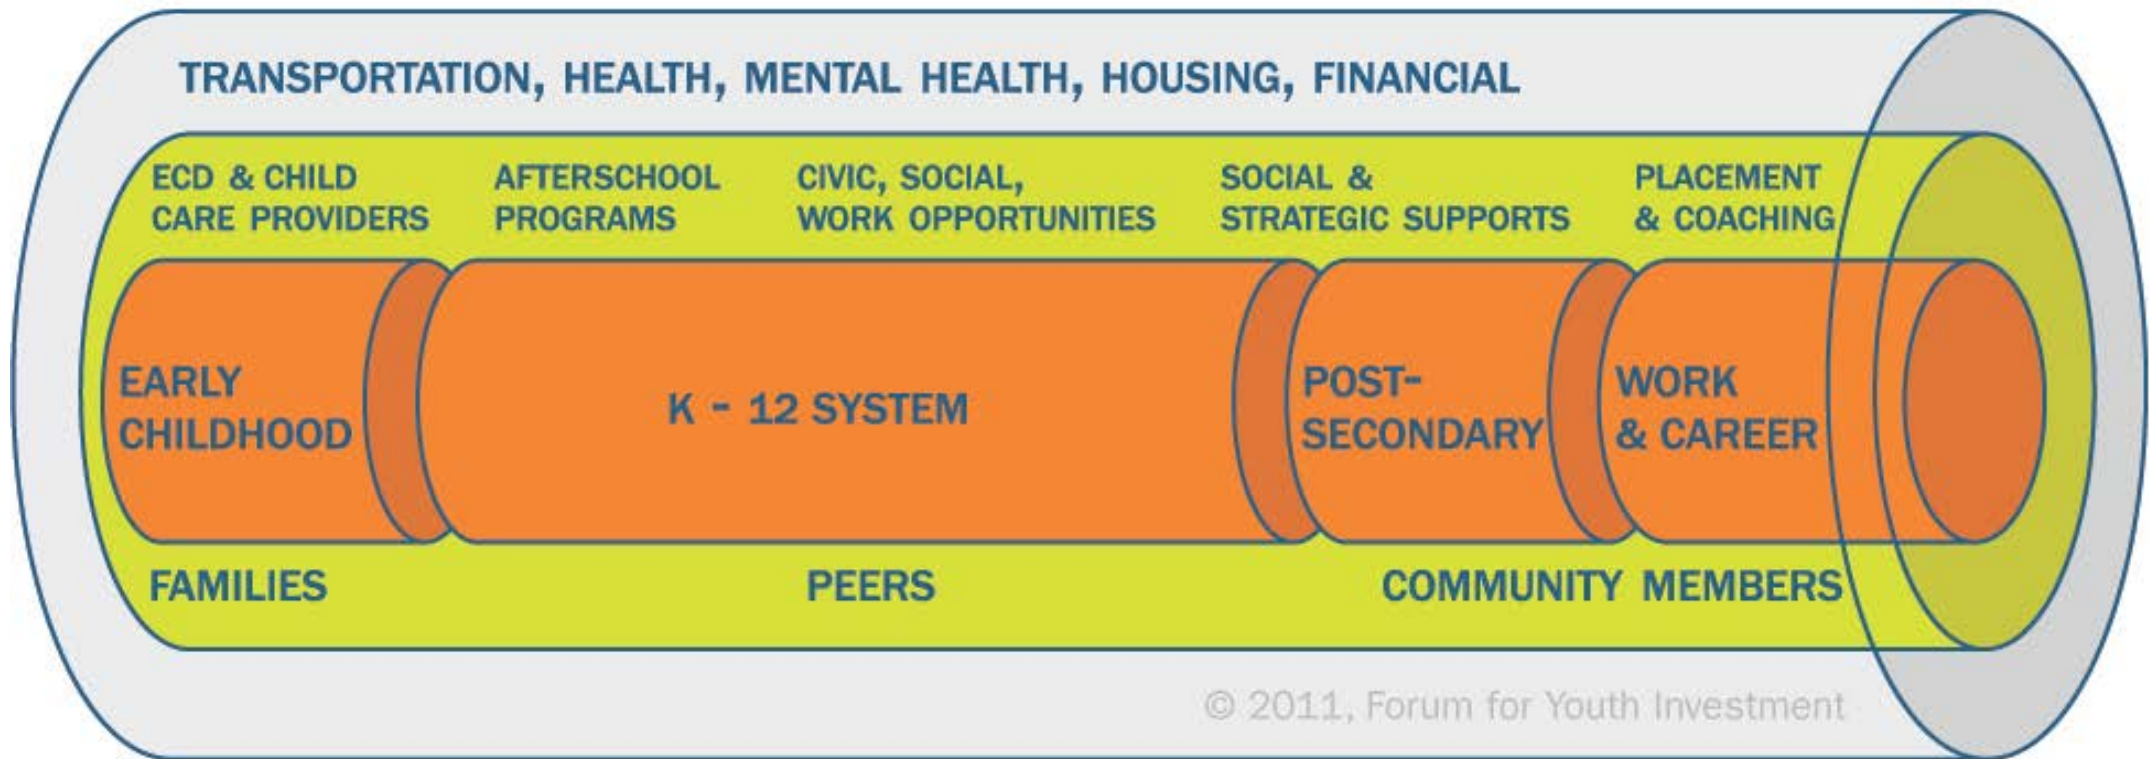 TRANSPORTATION, HEALTH, MENTAL HEALTH, HOUSING, FINANCIAL
ECD & CHILD
CARE PROVIDERS
AFTERSCHOOL
PROGRAMS
CIVIC, SOCIAL,
WORK OPPORTUNITIES
SOCIAL &
STRATEGIC SUPPORTS
PLACEMENT
& COACHING
EARLY
CHILDHOOD
K - 12 SYSTEM
POST-
SECONDARY
WORK
& CAREER
FAMILIES
PEERS
COMMUNITY MEMBERS
© 2011, Forum for Youth Investment